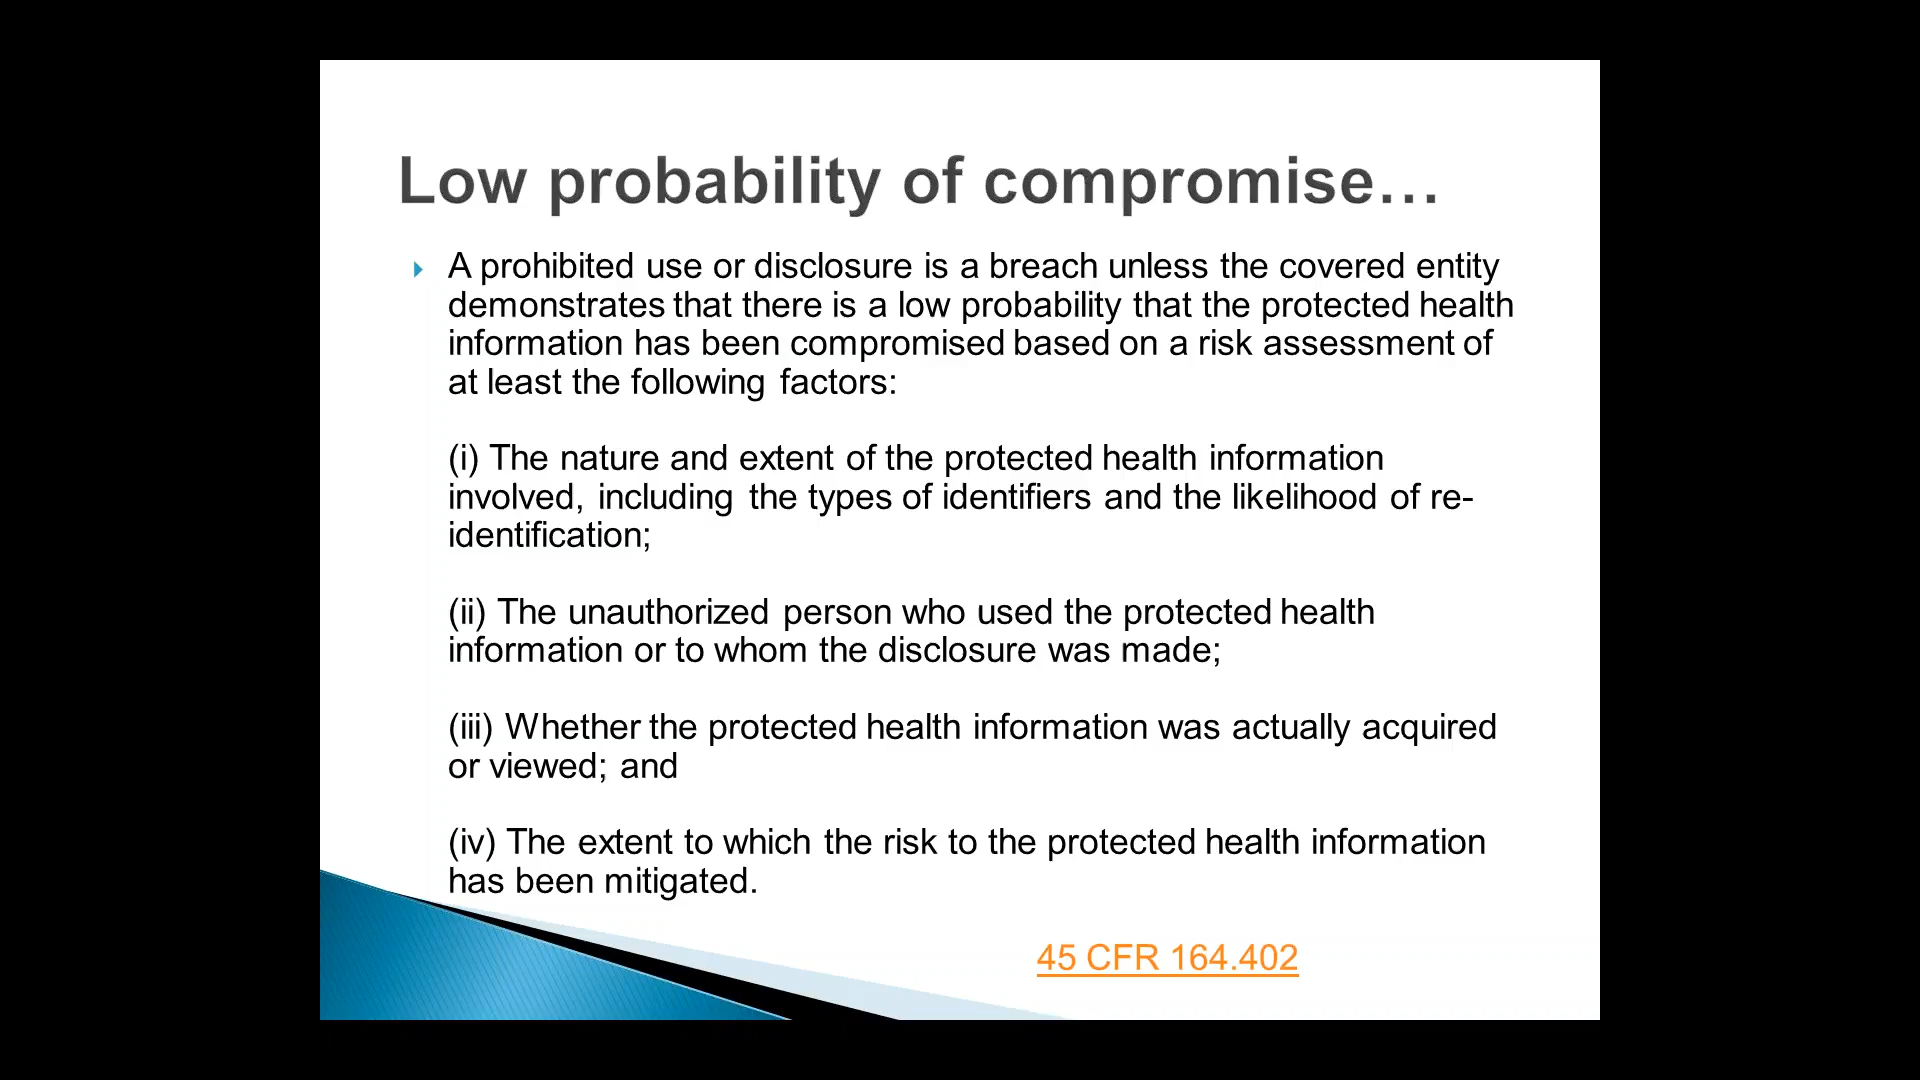 Low probability of compromise…
A prohibited use or disclosure is a breach unless the covered entity
demonstrates that there is a low probability that the protected health
information has been compromised based on a risk assessment of
at least the following factors:
(i) The nature and extent of the protected health information
involved, including the types of identifiers and the likelihood of re-
identification;
(ii) The unauthorized person who used the protected health
information or to whom the disclosure was made;
(iii) Whether the protected health information was actually acquired
or viewed; and
(iv) The extent to which the risk to the protected health information
has been mitigated.
45 CFR 164.402